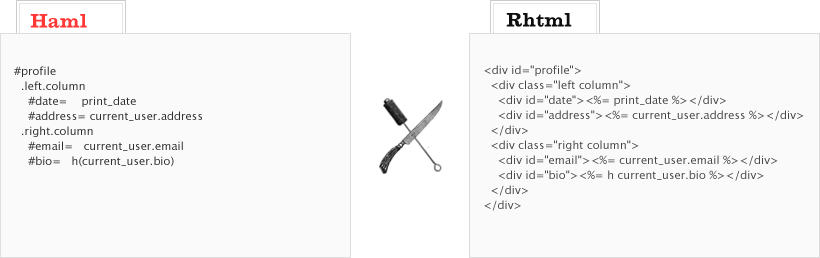 Haml
#profile
.left.column
#date= print_date
#address= current_user.address
.right.column
#email= current_user.email
#bio= h(current_user.bio)
Rhtml
<div id="profile">
<div class="left column">
<div id="date"><%= print_date %></div>
<div id="address"><%= current_user.address %></div>
</div>
<div class="right column">
<div id="email"><%= current_user.email %></div>
<div id="bio"><%= h current_user.bio %></div>
</div>
</div>